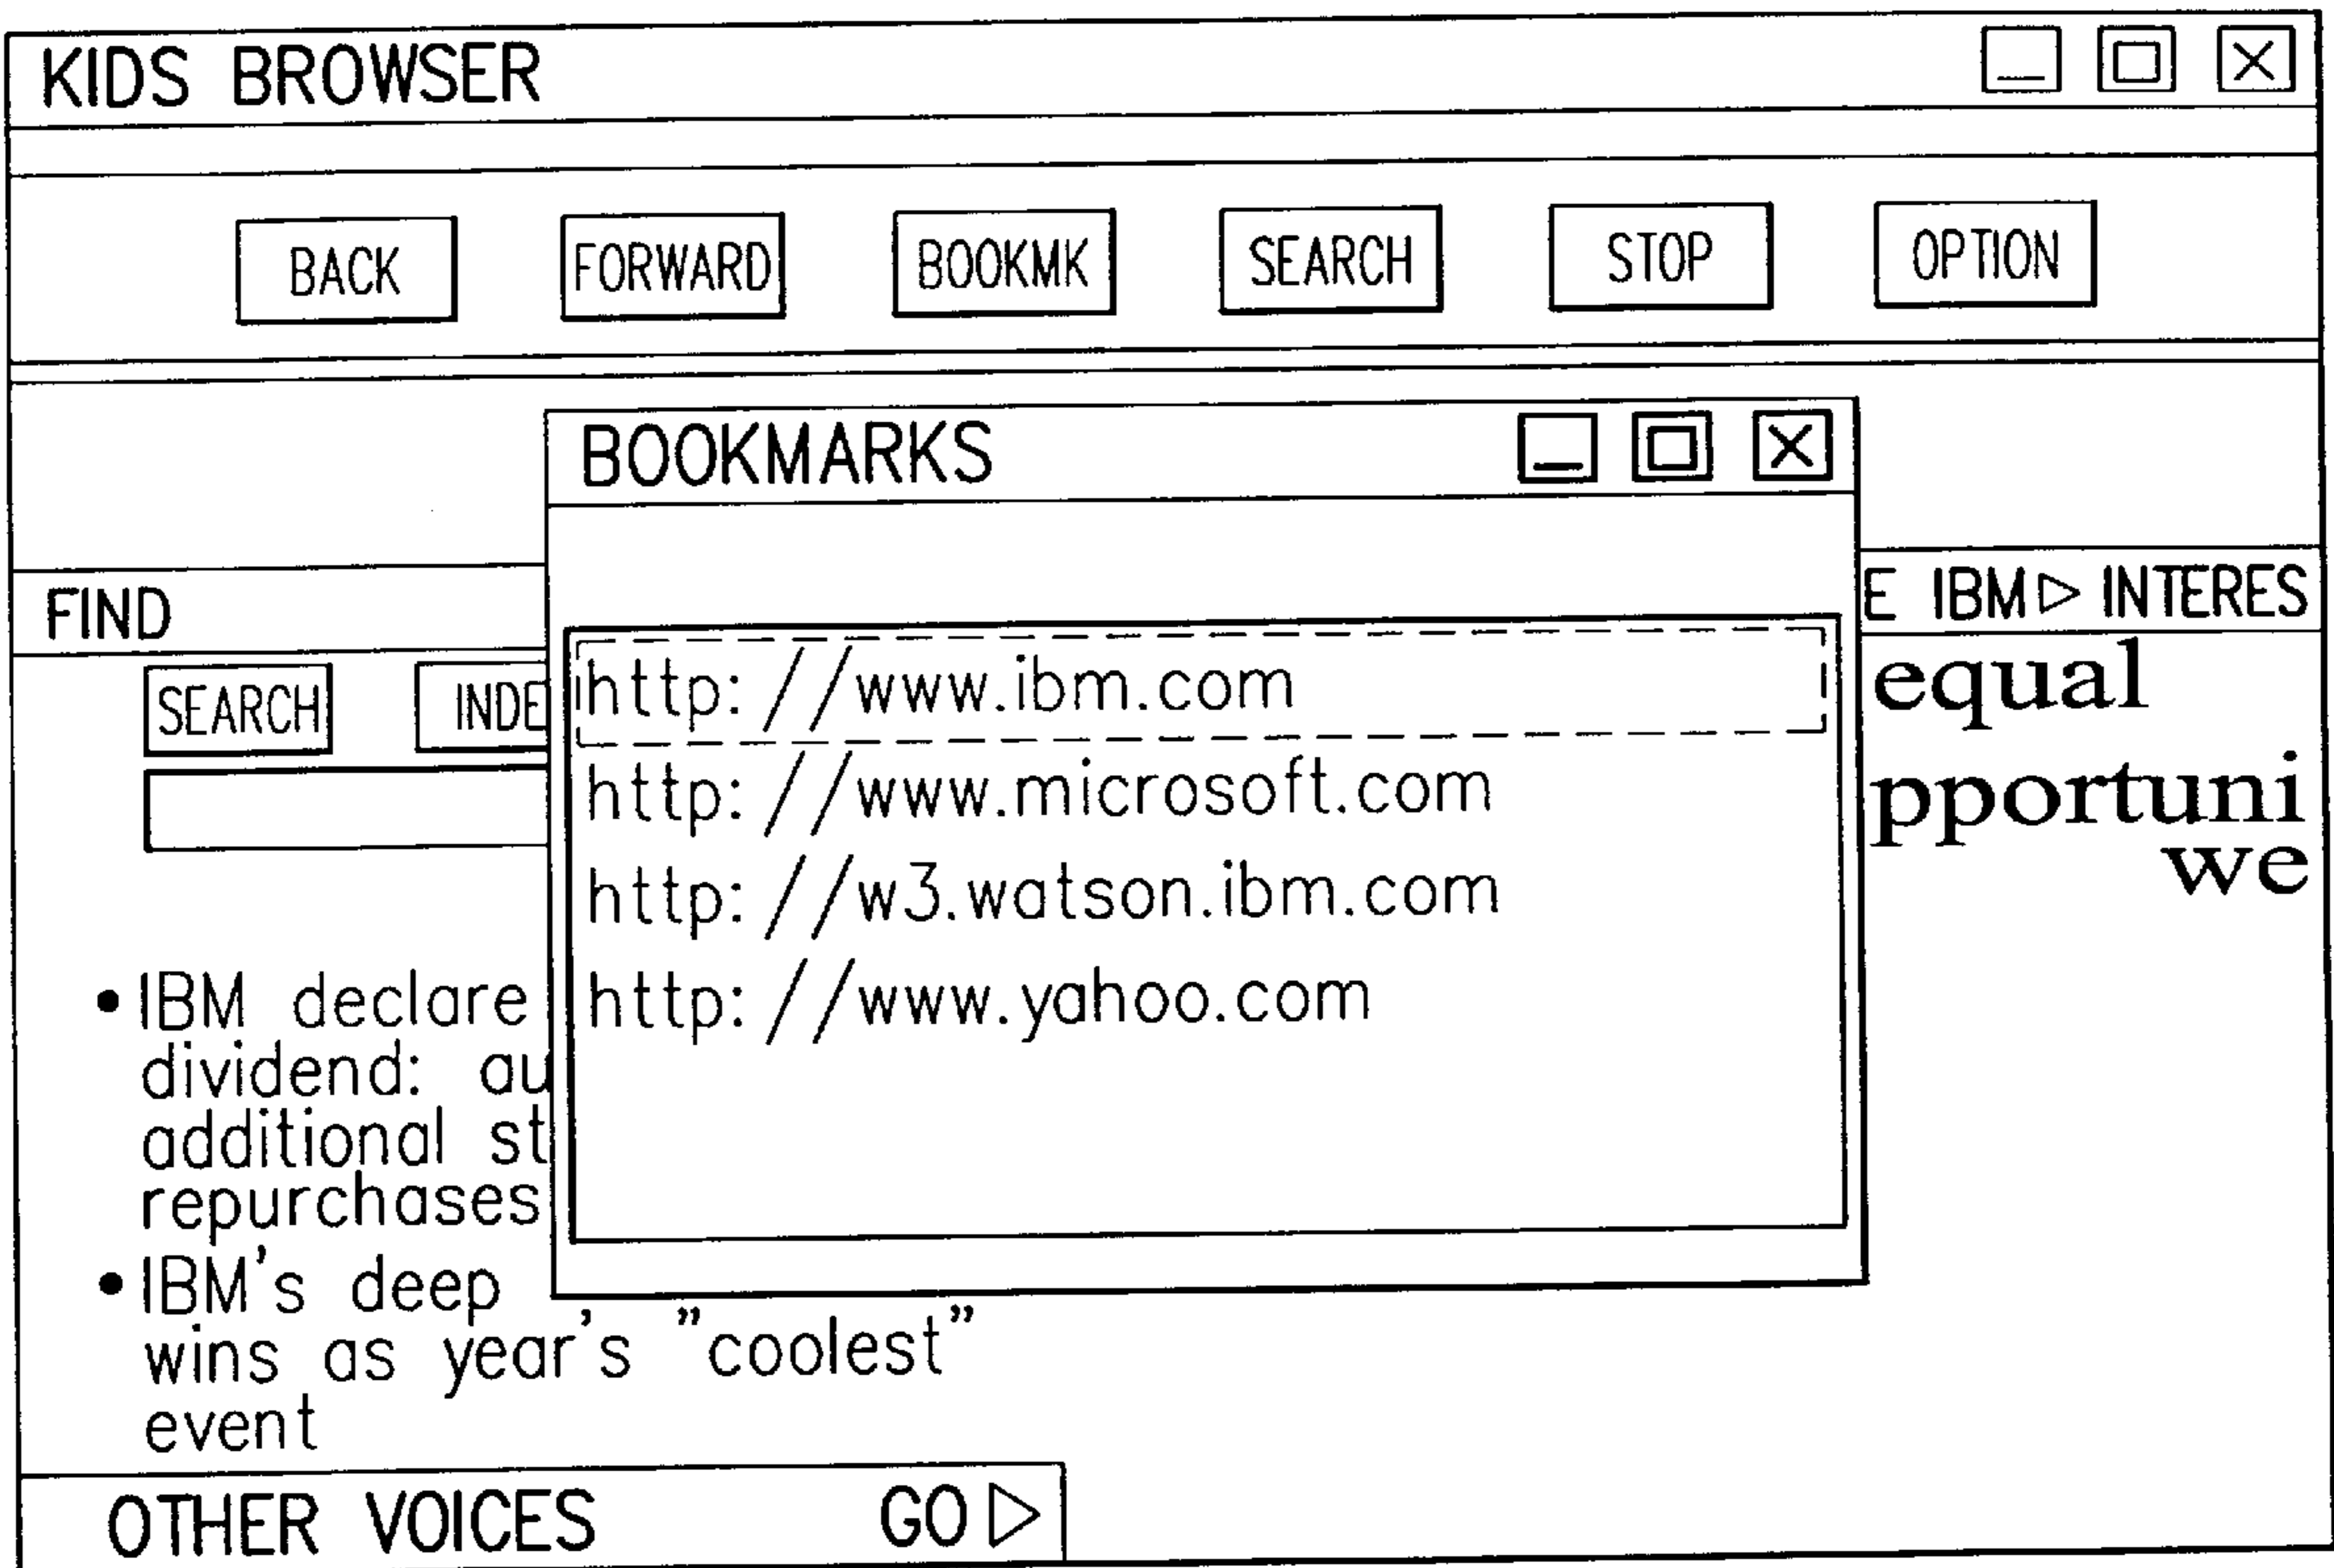 KIDS BROWSER
BACK FORWARD BOOKMK SEARCH STOP OPTION
BOOKMARKS
http://www.ibm.com
http://www.microsoft.com
http://w3.watson.ibm.com
http://www.yahoo.com
FIND
SEARCH INDE
E IBM ▷ INTERES
equal
pportuni
we
• IBM declare
dividend: au
additional st
repurchases
• IBM's deep
wins as year's "coolest"
event
OTHER VOICES GO ▷